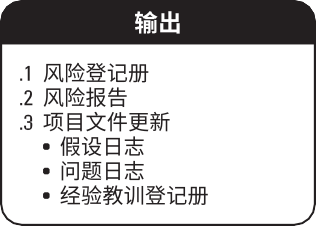 输出
.1 风险登记册
.2 风险报告
.3 项目文件更新
• 假设日志
• 问题日志
• 经验教训登记册